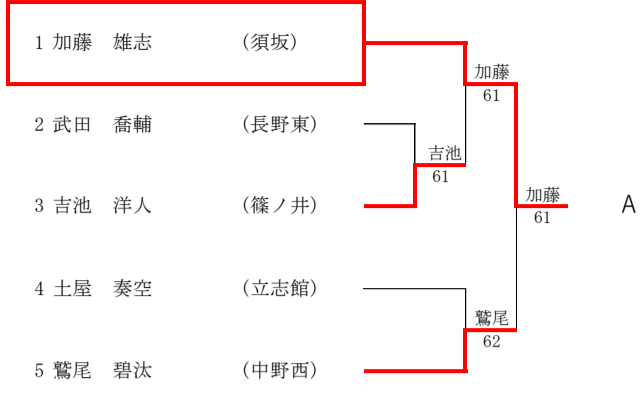 1 加藤 雄志 (須坂)
加藤
61
2 武田 喬輔 (長野東)
吉池
61
3 吉池 洋人 (篠ノ井)
加藤
61
A
4 土屋 奏空 (立志館)
鷲尾
62
5 鷲尾 碧汰 (中野西)